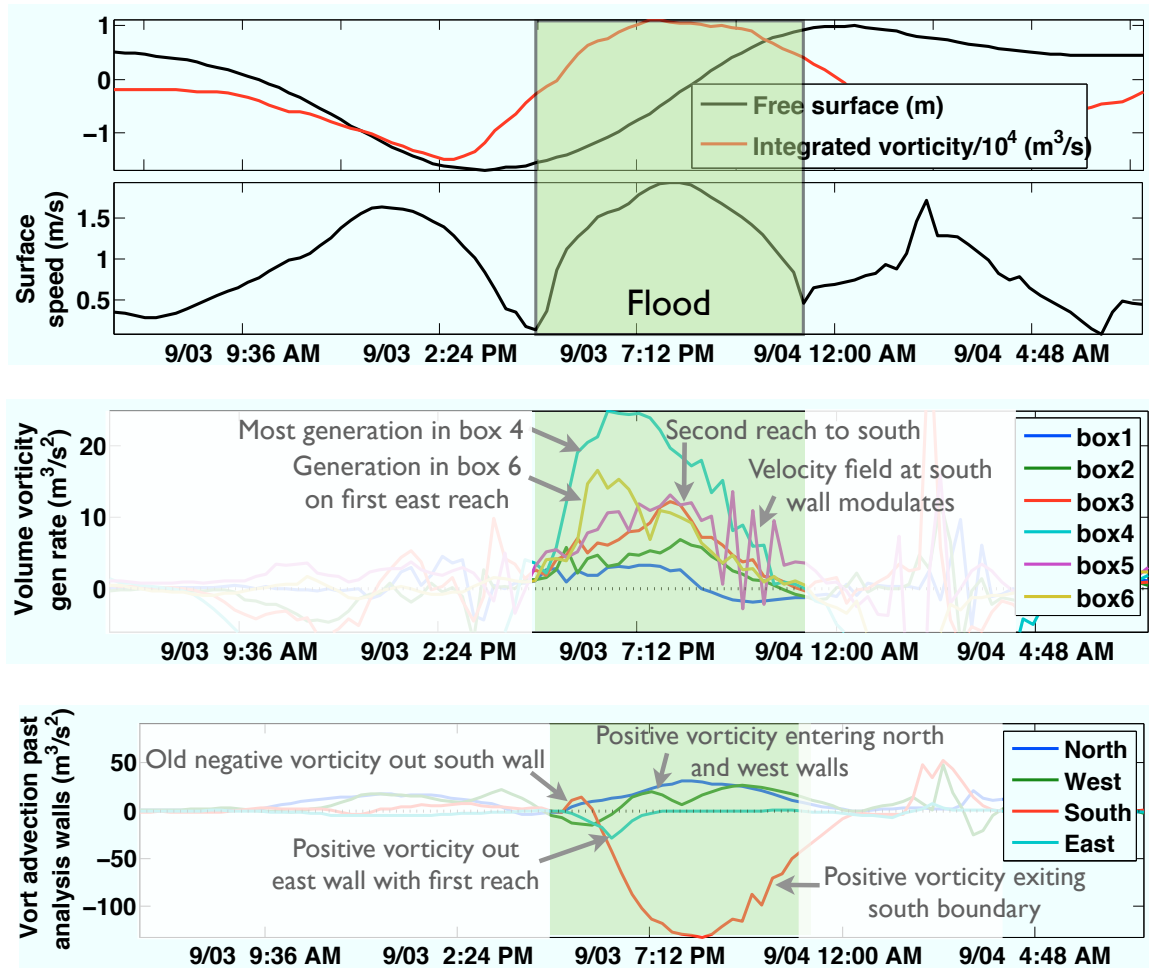 1
0
−1
Free surface (m)
Integrated vorticity/10⁴ (m³/s)
Surface
speed (m/s)
1.5
1
0.5
Flood
9/03 9:36 AM
9/03 2:24 PM
9/03 7:12 PM
9/04 12:00 AM
9/04 4:48 AM
Volume vorticity
gen rate (m³/s²)
20
10
0
Most generation in box 4
Generation in box 6
on first east reach
Second reach to south
Velocity field at south
wall modulates
box1
box2
box3
box4
box5
box6
9/03 9:36 AM
9/03 2:24 PM
9/03 7:12 PM
9/04 12:00 AM
9/04 4:48 AM
Vort advection past
analysis walls (m³/s²)
50
0
−50
−100
Old negative vorticity out south wall
Positive vorticity entering north
and west walls
Positive vorticity out
east wall with first reach
Positive vorticity exiting
south boundary
North
West
South
East
9/03 9:36 AM
9/03 2:24 PM
9/03 7:12 PM
9/04 12:00 AM
9/04 4:48 AM